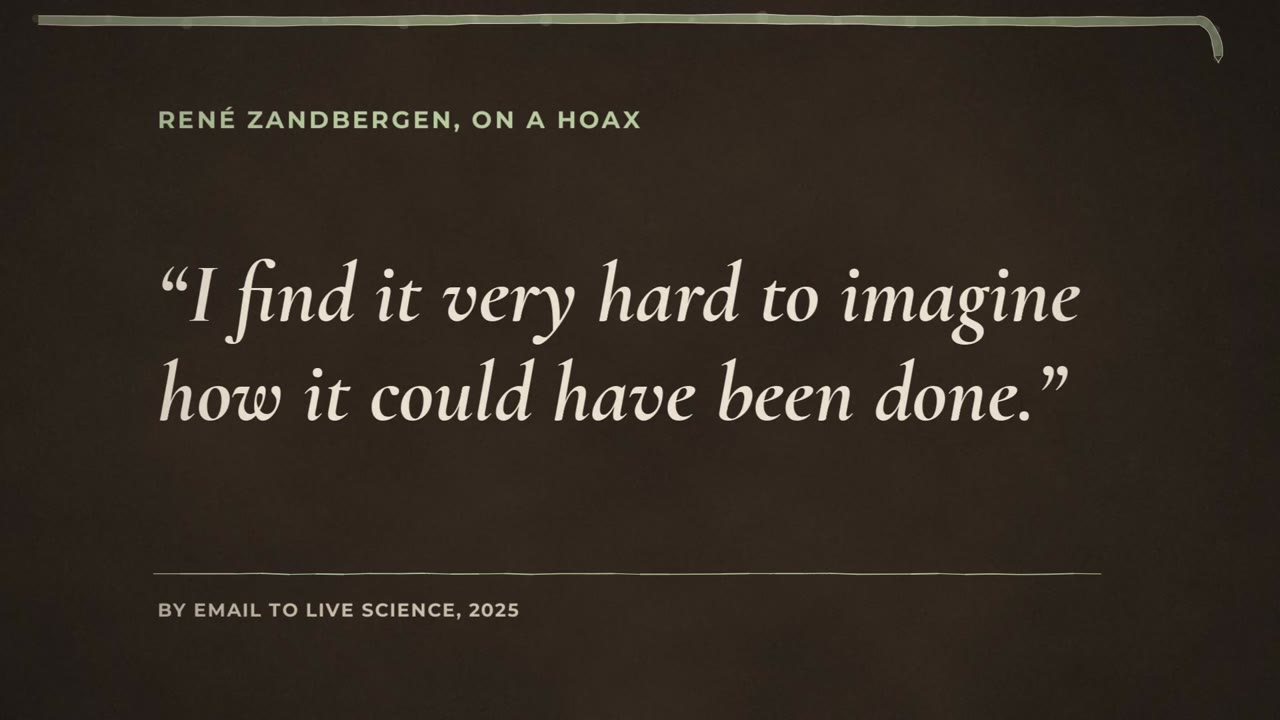 RENÉ ZANDBERGEN, ON A HOAX
“I find it very hard to imagine
how it could have been done.”
BY EMAIL TO LIVE SCIENCE, 2025